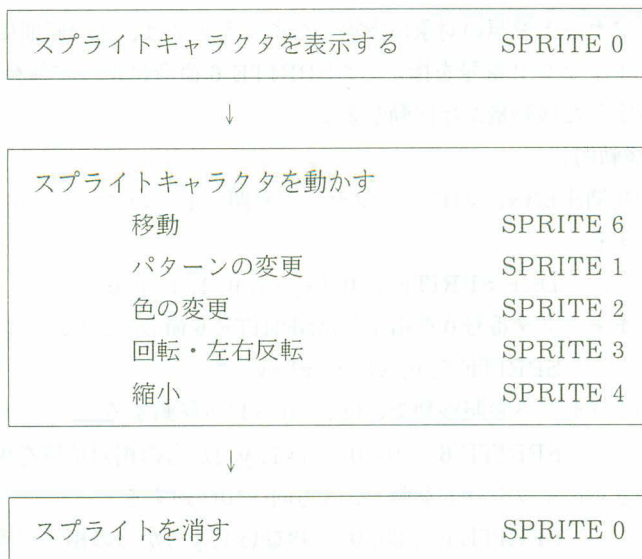 スプライトキャラクタを表示する SPRITE 0
↓
スプライトキャラクタを動かす
移動 SPRITE 6
パターンの変更 SPRITE 1
色の変更 SPRITE 2
回転・左右反転 SPRITE 3
縮小 SPRITE 4
↓
スプライトを消す SPRITE 0